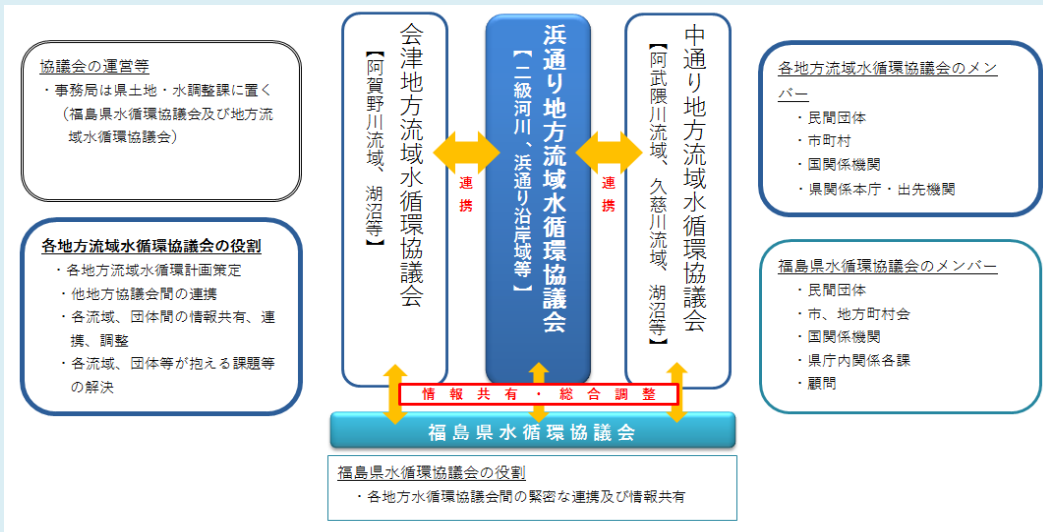 協議会の運営等
・事務局は県土地・水調整課に置く
（福島県水循環協議会及び地方流
域水循環協議会）
各地方流域水循環協議会の役割
・各地方流域水循環計画策定
・他地方協議会間の連携
・各流域、団体間の情報共有、連
携、調整
・各流域、団体等が抱える課題等
の解決
会津地方流域水循環協議会
【阿賀野川流域、湖沼等】
連携
浜通り地方流域水循環協議会
【二級河川、浜通り沿岸域等】
連携
中通り地方流域水循環協議会
【阿武隈川流域、久慈川流域、湖沼等】
情報共有・総合調整
福島県水循環協議会
福島県水循環協議会の役割
・各地方水循環協議会間の緊密な連携及び情報共有
各地方流域水循環協議会のメン
バー
・民間団体
・市町村
・国関係機関
・県関係本庁・出先機関
福島県水循環協議会のメンバー
・民間団体
・市、地方町村会
・国関係機関
・県庁内関係各課
・顧問